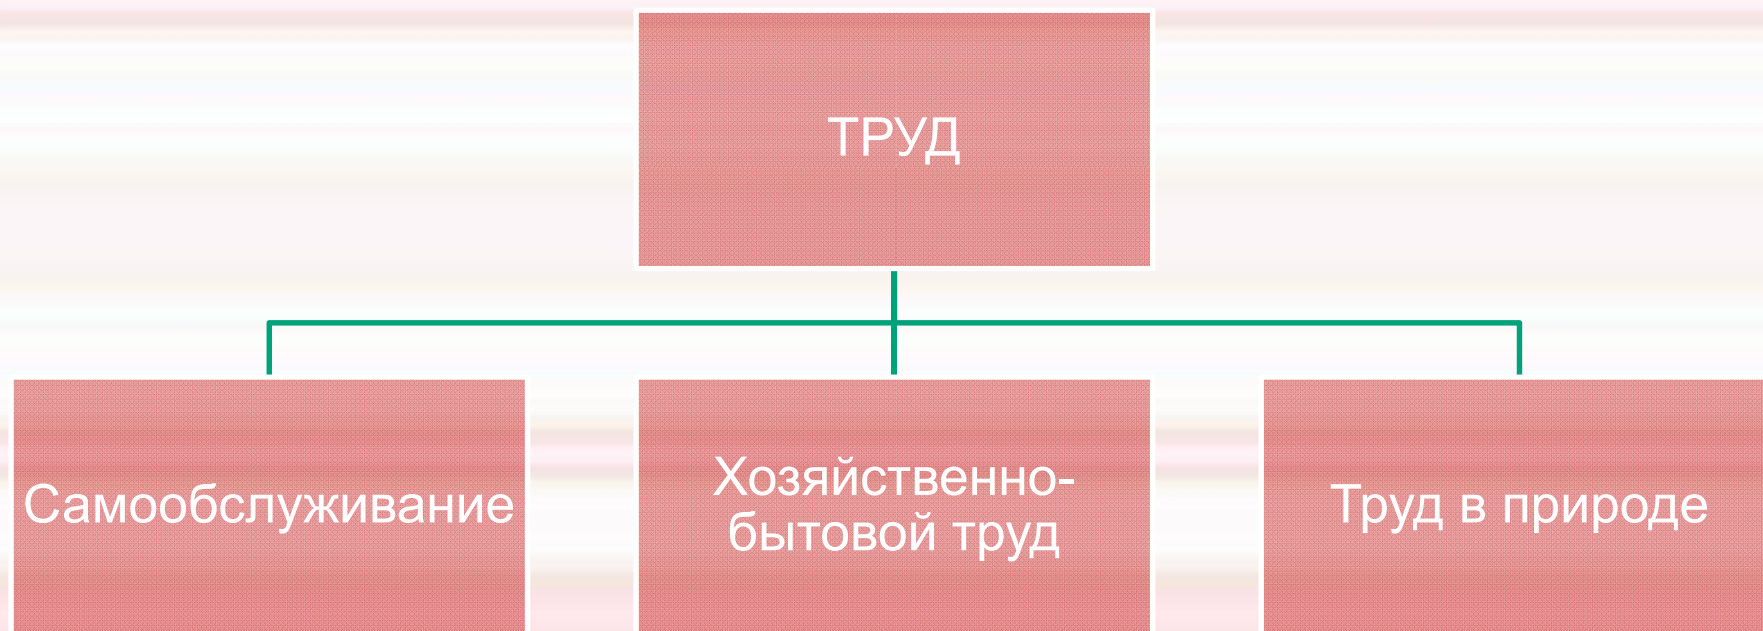 ТРУД
Самообслуживание
Хозяйственно-
бытовой труд
Труд в природе